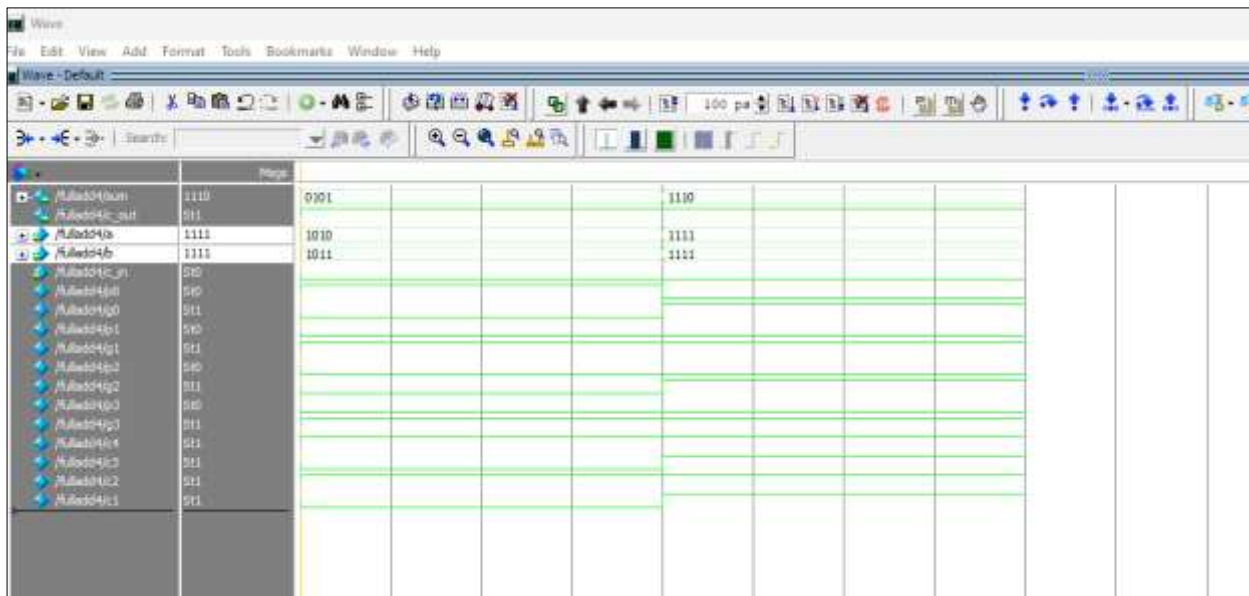 Wave
File Edit View Add Format Tools Bookmarks Window Help
Wave - Default
100 ps
Search:
Msgs
/fulladd4/sum 1110 0101 1110
/fulladd4/c_out St1
/fulladd4/a 1111 1010 1111
/fulladd4/b 1111 1011 1111
/fulladd4/c_in St0
/fulladd4/p0 St0
/fulladd4/g0 St1
/fulladd4/p1 St0
/fulladd4/g1 St1
/fulladd4/p2 St0
/fulladd4/g2 St1
/fulladd4/p3 St0
/fulladd4/g3 St1
/fulladd4/c4 St1
/fulladd4/c3 St1
/fulladd4/c2 St1
/fulladd4/c1 St1